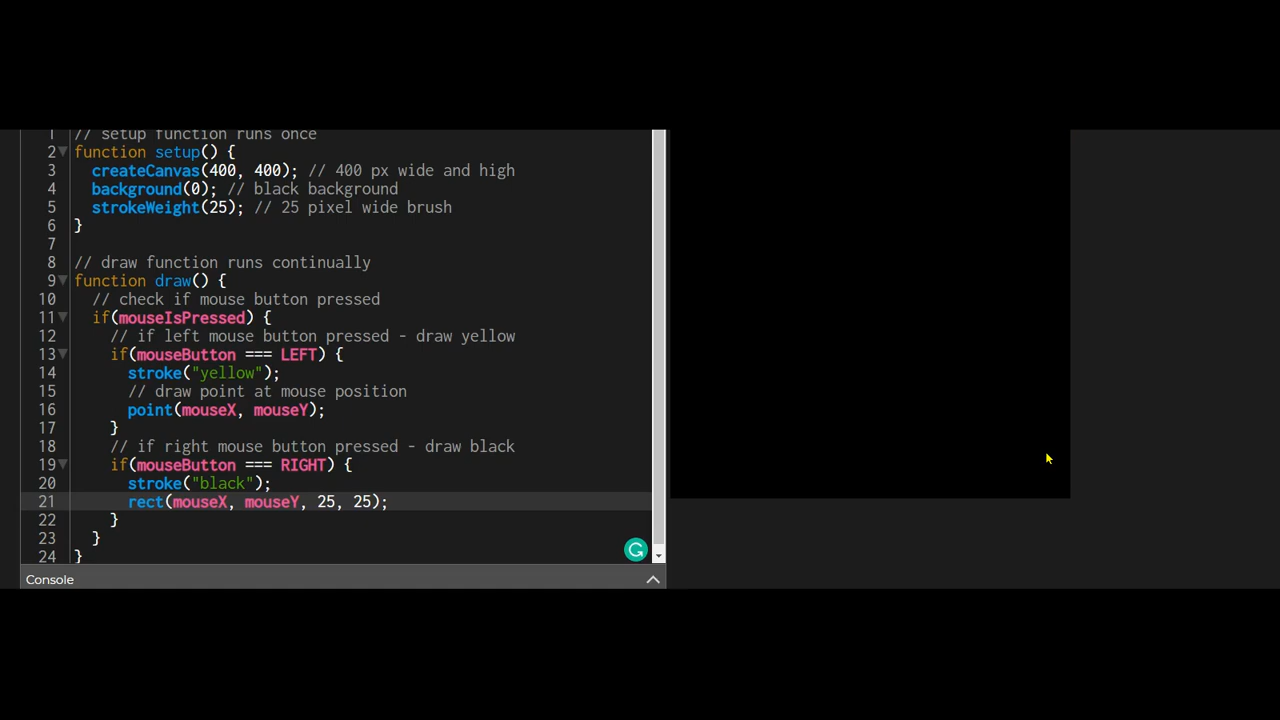 1 // setup function runs once
2 function setup() {
3 createCanvas(400, 400); // 400 px wide and high
4 background(0); // black background
5 strokeWeight(25); // 25 pixel wide brush
6 }
7
8 // draw function runs continually
9 function draw() {
10 // check if mouse button pressed
11 if(mouseIsPressed) {
12 // if left mouse button pressed - draw yellow
13 if(mouseButton === LEFT) {
14 stroke("yellow");
15 // draw point at mouse position
16 point(mouseX, mouseY);
17 }
18 // if right mouse button pressed - draw black
19 if(mouseButton === RIGHT) {
20 stroke("black");
21 rect(mouseX, mouseY, 25, 25);
22 }
23 }
24 }
Console